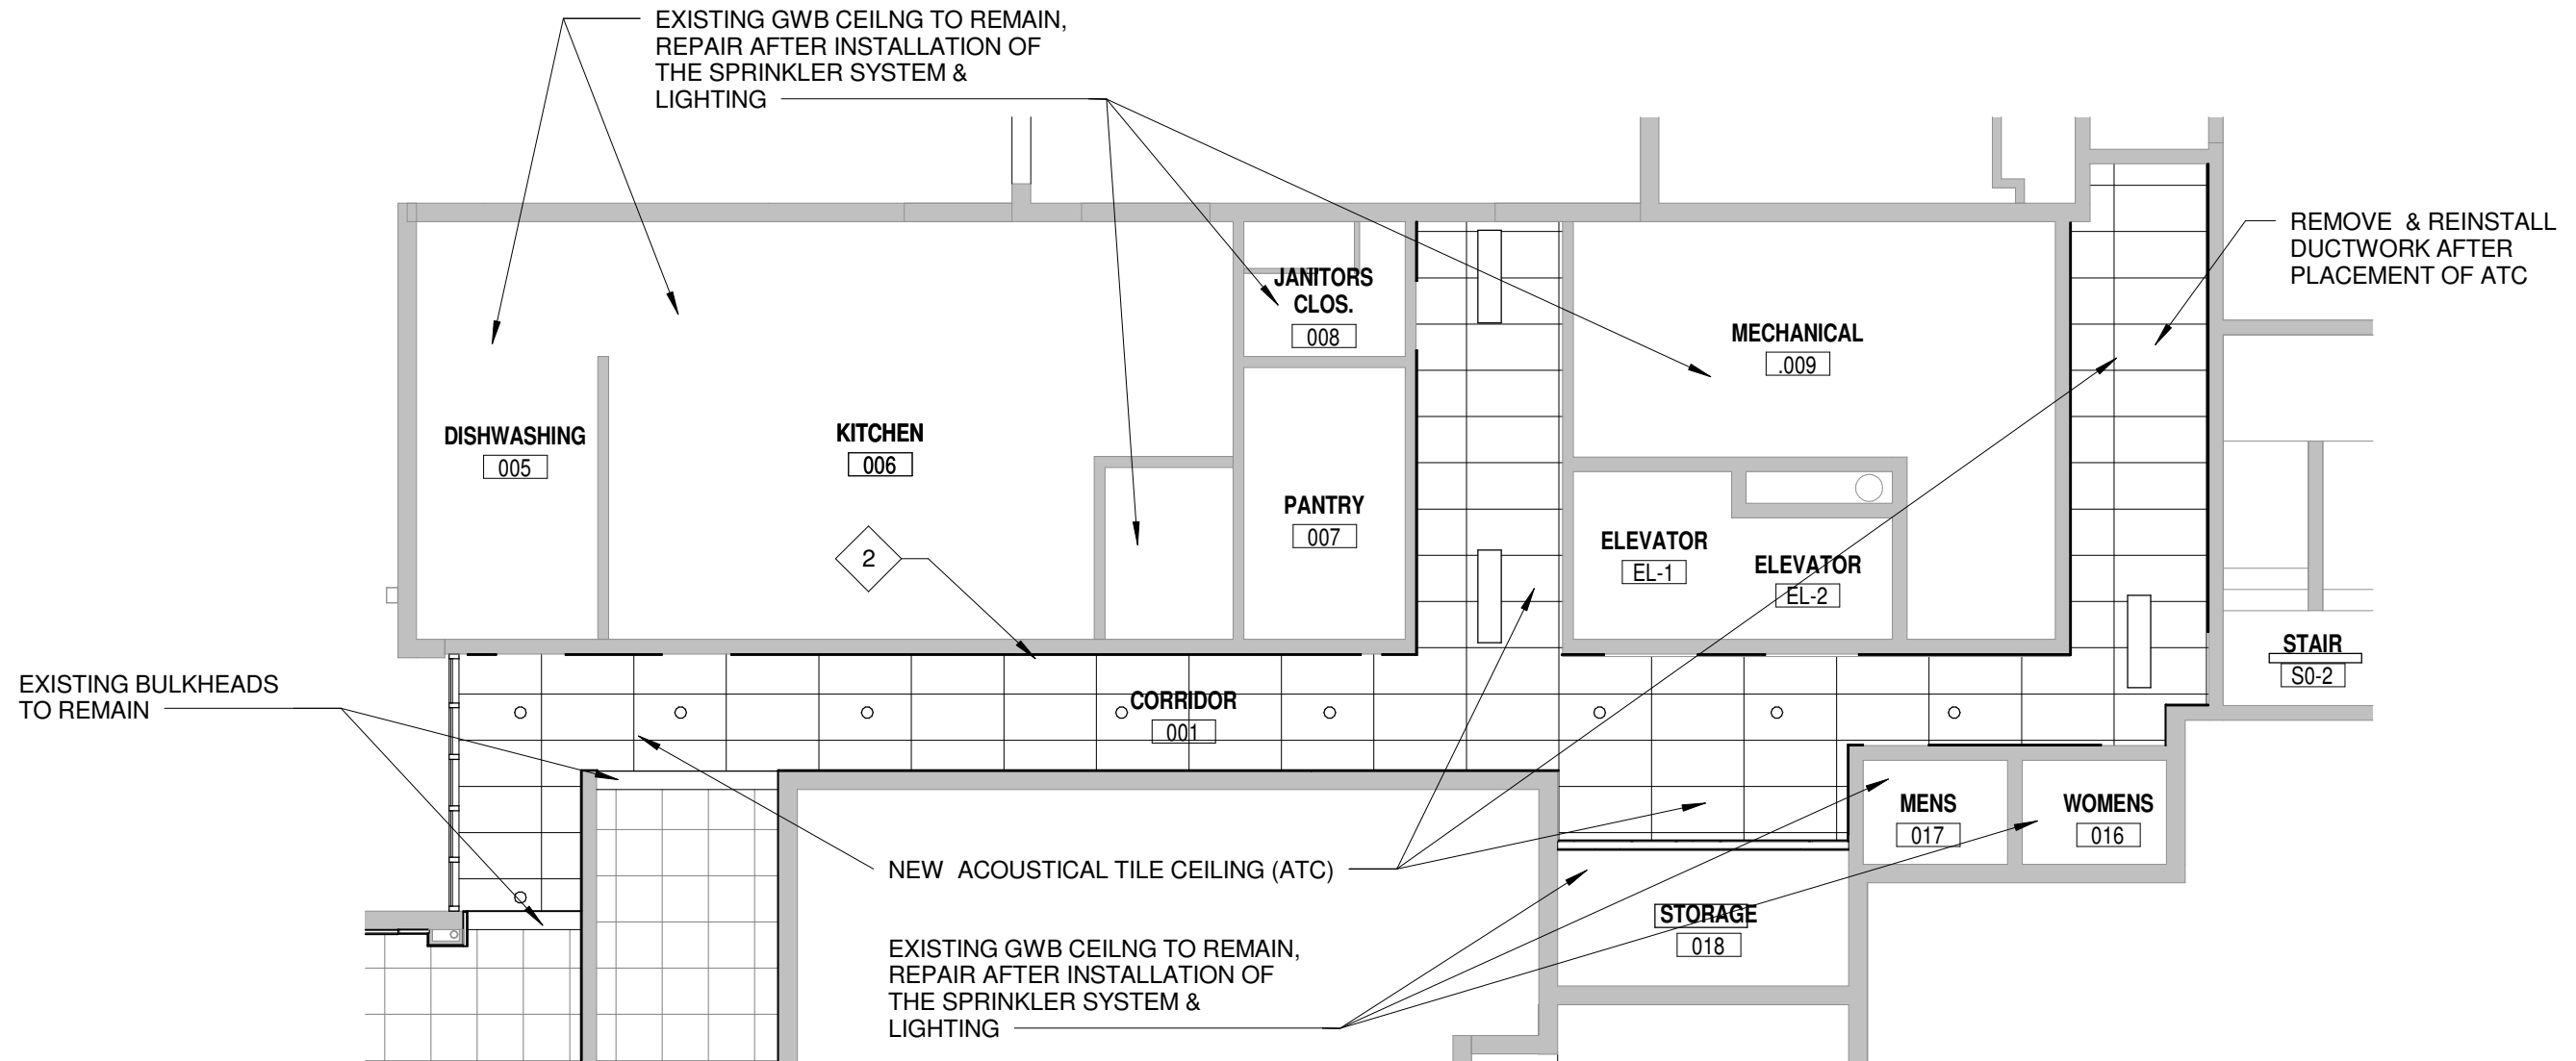 EXISTING GWB CEILNG TO REMAIN,
REPAIR AFTER INSTALLATION OF
THE SPRINKLER SYSTEM &
LIGHTING
REMOVE & REINSTALL
DUCTWORK AFTER
PLACEMENT OF ATC
JANITORS
CLOS.
008
MECHANICAL
.009
DISHWASHING
005
KITCHEN
006
PANTRY
007
2
ELEVATOR
EL-1
ELEVATOR
EL-2
STAIR
S0-2
EXISTING BULKHEADS
TO REMAIN
CORRIDOR
001
MENS
017
WOMENS
016
NEW ACOUSTICAL TILE CEILING (ATC)
STORAGE
018
EXISTING GWB CEILNG TO REMAIN,
REPAIR AFTER INSTALLATION OF
THE SPRINKLER SYSTEM &
LIGHTING